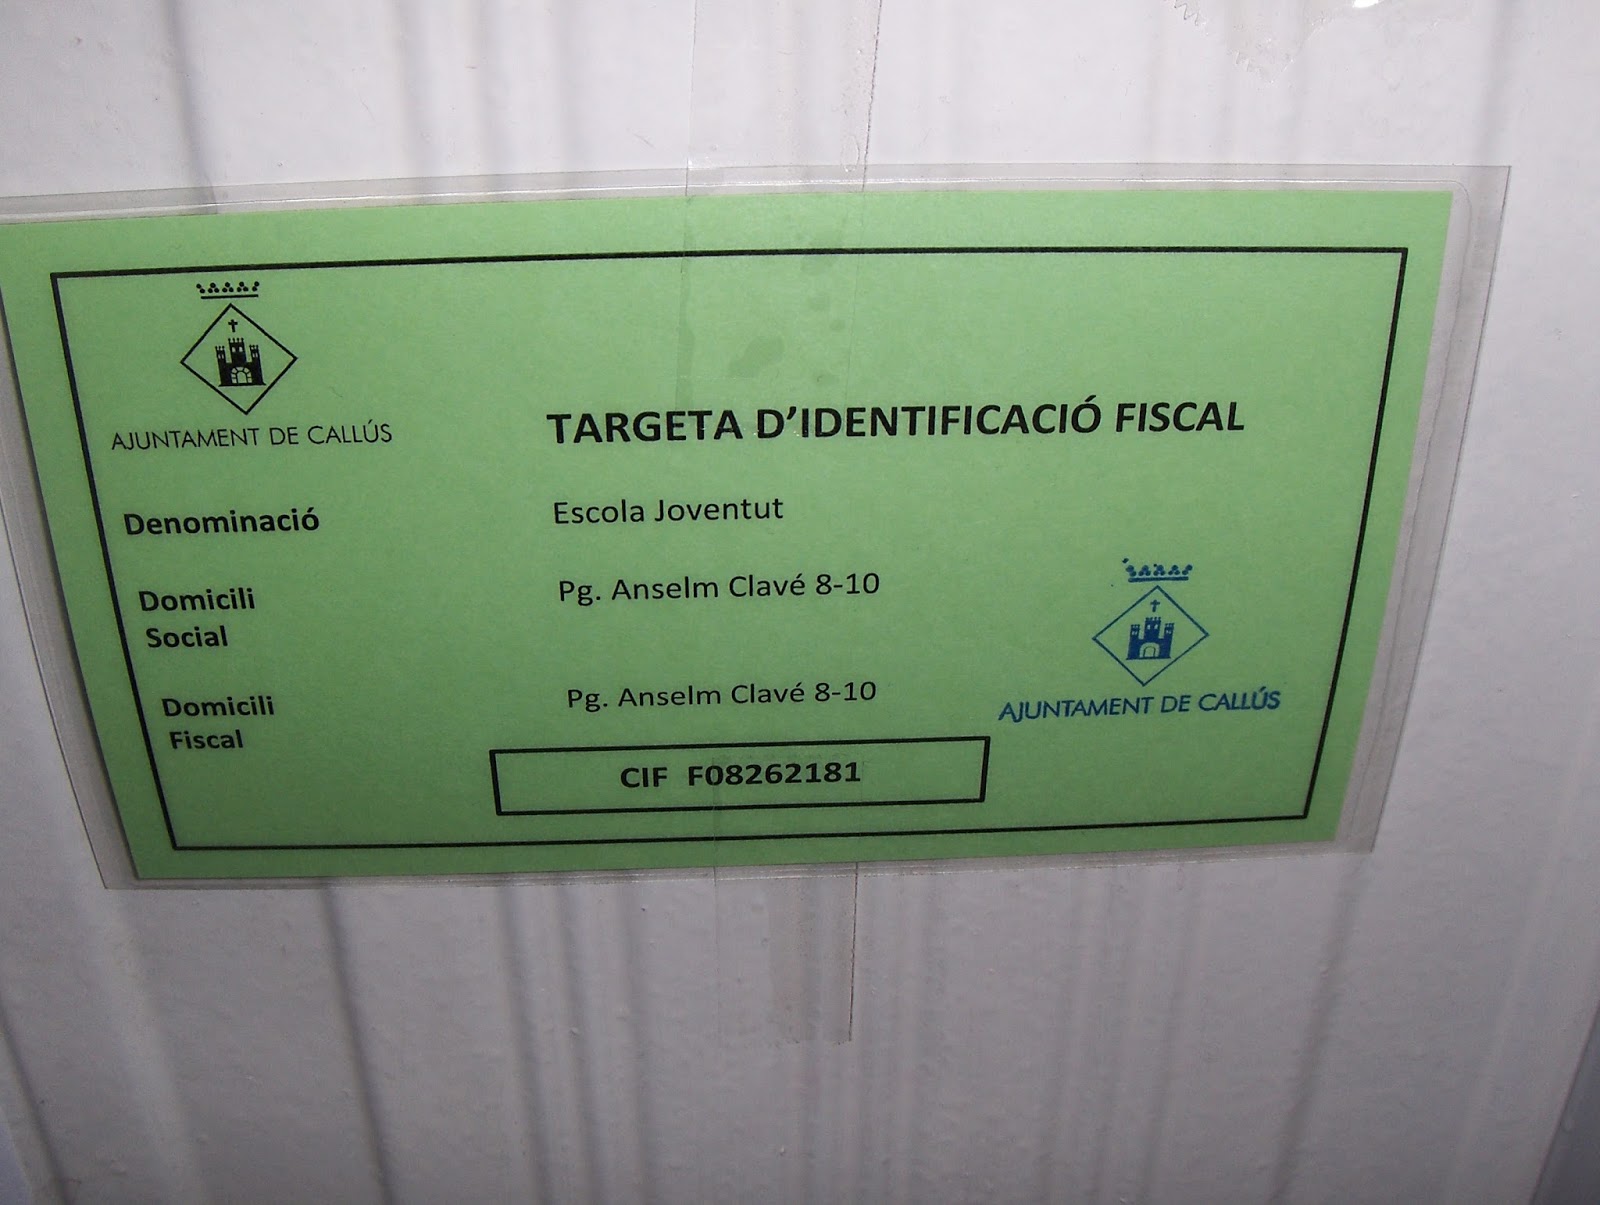 AJUNTAMENT DE CALLÚS
TARGETA D'IDENTIFICACIÓ FISCAL
Denominació Escola Joventut
Domicili Pg. Anselm Clavé 8-10
Social
Domicili Pg. Anselm Clavé 8-10
Fiscal
AJUNTAMENT DE CALLÚS
CIF F08262181